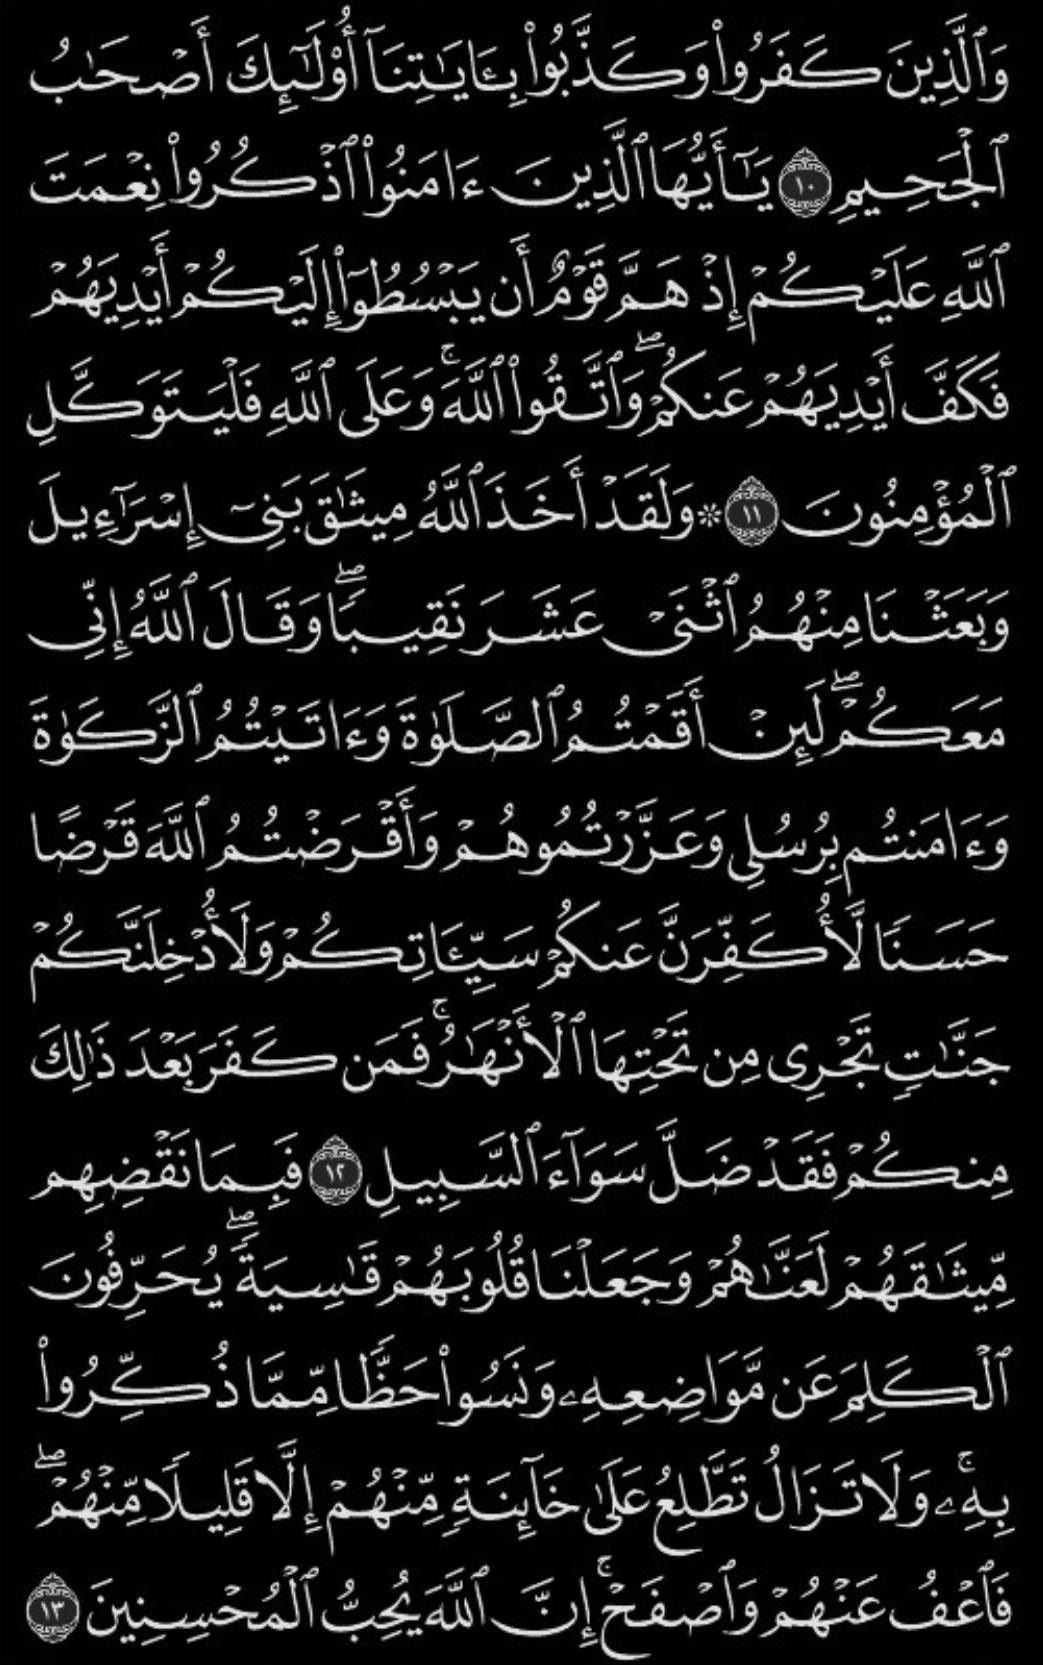 وَٱلَّذِينَ كَفَرُوا۟ وَكَذَّبُوا۟ بِـَٔايَـٰتِنَآ أُو۟لَـٰٓئِكَ أَصْحَـٰبُ
ٱلْجَحِيمِ ١٠ يَـٰٓأَيُّهَا ٱلَّذِينَ ءَامَنُوا۟ ٱذْكُرُوا۟ نِعْمَتَ
ٱللَّهِ عَلَيْكُمْ إِذْ هَمَّ قَوْمٌ أَن يَبْسُطُوٓا۟ إِلَيْكُمْ أَيْدِيَهُمْ
فَكَفَّ أَيْدِيَهُمْ عَنكُمْ ۖ وَٱتَّقُوا۟ ٱللَّهَ ۚ وَعَلَى ٱللَّهِ فَلْيَتَوَكَّلِ
ٱلْمُؤْمِنُونَ ١١ ۞ وَلَقَدْ أَخَذَ ٱللَّهُ مِيثَـٰقَ بَنِىٓ إِسْرَٰٓءِيلَ
وَبَعَثْنَا مِنْهُمُ ٱثْنَىْ عَشَرَ نَقِيبًا ۖ وَقَالَ ٱللَّهُ إِنِّى
مَعَكُمْ ۖ لَئِنْ أَقَمْتُمُ ٱلصَّلَوٰةَ وَءَاتَيْتُمُ ٱلزَّكَوٰةَ
وَءَامَنتُم بِرُسُلِى وَعَزَّرْتُمُوهُمْ وَأَقْرَضْتُمُ ٱللَّهَ قَرْضًا
حَسَنًا لَّأُكَفِّرَنَّ عَنكُمْ سَيِّـَٔاتِكُمْ وَلَأُدْخِلَنَّكُمْ
جَنَّـٰتٍ تَجْرِى مِن تَحْتِهَا ٱلْأَنْهَـٰرُ ۚ فَمَن كَفَرَ بَعْدَ ذَٰلِكَ
مِنكُمْ فَقَدْ ضَلَّ سَوَآءَ ٱلسَّبِيلِ ١٢ فَبِمَا نَقْضِهِم
مِّيثَـٰقَهُمْ لَعَنَّـٰهُمْ وَجَعَلْنَا قُلُوبَهُمْ قَـٰسِيَةً ۖ يُحَرِّفُونَ
ٱلْكَلِمَ عَن مَّوَاضِعِهِۦ وَنَسُوا۟ حَظًّا مِّمَّا ذُكِّرُوا۟
بِهِۦ ۚ وَلَا تَزَالُ تَطَّلِعُ عَلَىٰ خَآئِنَةٍ مِّنْهُمْ إِلَّا قَلِيلًا مِّنْهُمْ ۖ
فَٱعْفُ عَنْهُمْ وَٱصْفَحْ ۚ إِنَّ ٱللَّهَ يُحِبُّ ٱلْمُحْسِنِينَ ١٣